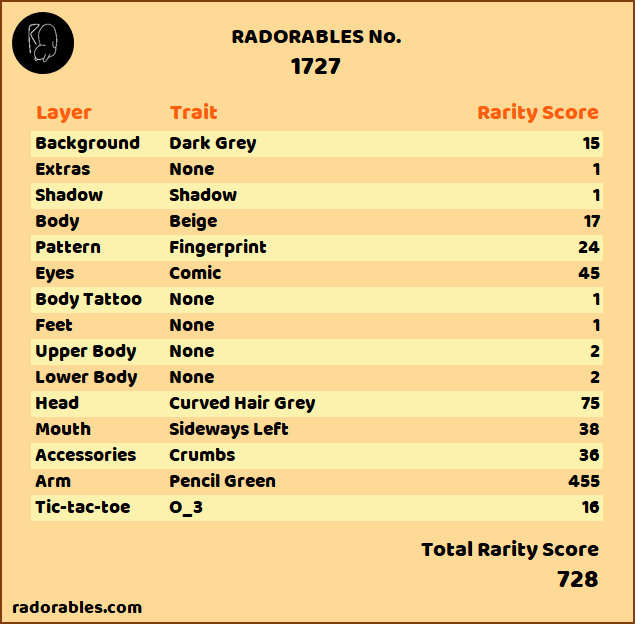 RADORABLES No.
1727
Layer Trait Rarity Score
Background Dark Grey 15
Extras None 1
Shadow Shadow 1
Body Beige 17
Pattern Fingerprint 24
Eyes Comic 45
Body Tattoo None 1
Feet None 1
Upper Body None 2
Lower Body None 2
Head Curved Hair Grey 75
Mouth Sideways Left 38
Accessories Crumbs 36
Arm Pencil Green 455
Tic-tac-toe O_3 16
Total Rarity Score
728
radorables.com